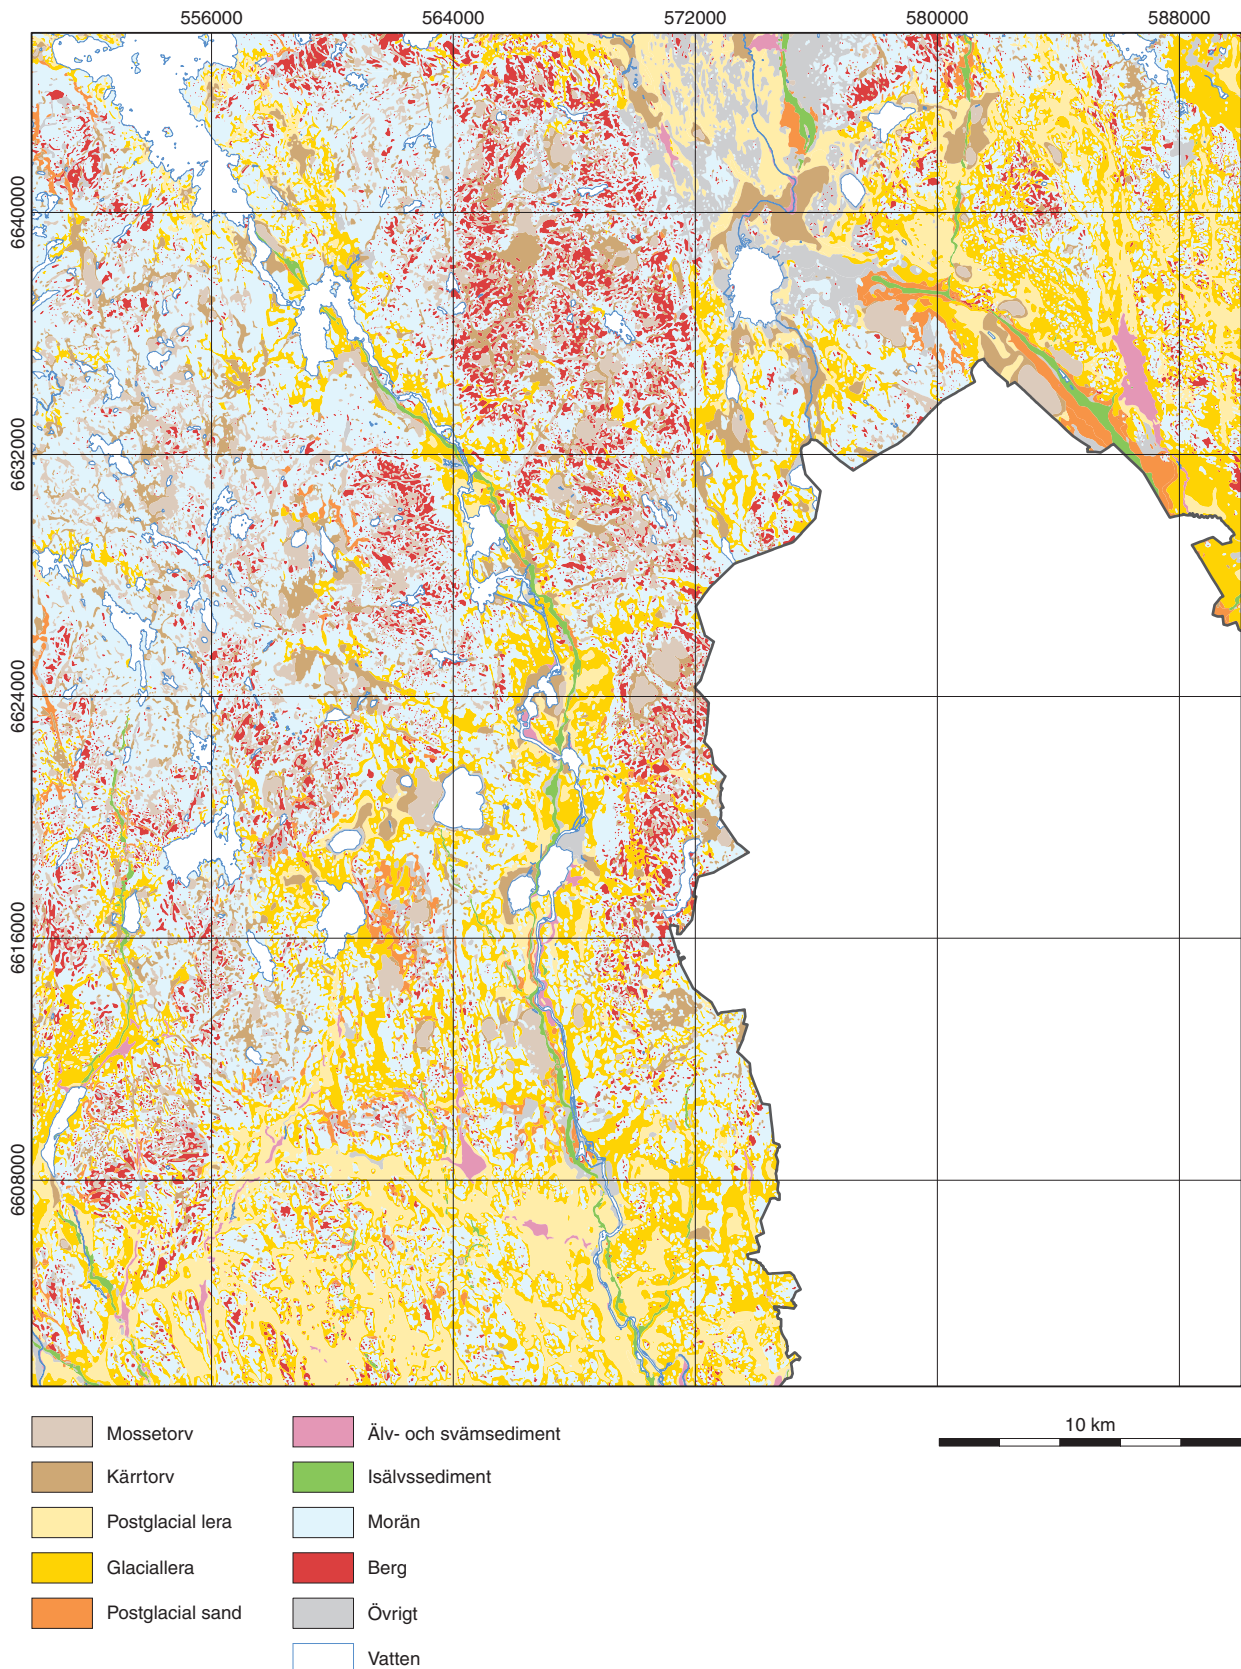 556000 564000 572000 580000 588000
6640000
6632000
6624000
6616000
6608000
Mossetorv
Kärrtorv
Postglacial lera
Glaciallera
Postglacial sand
Älv- och svämsediment
Isälvssediment
Morän
Berg
Övrigt
Vatten
10 km